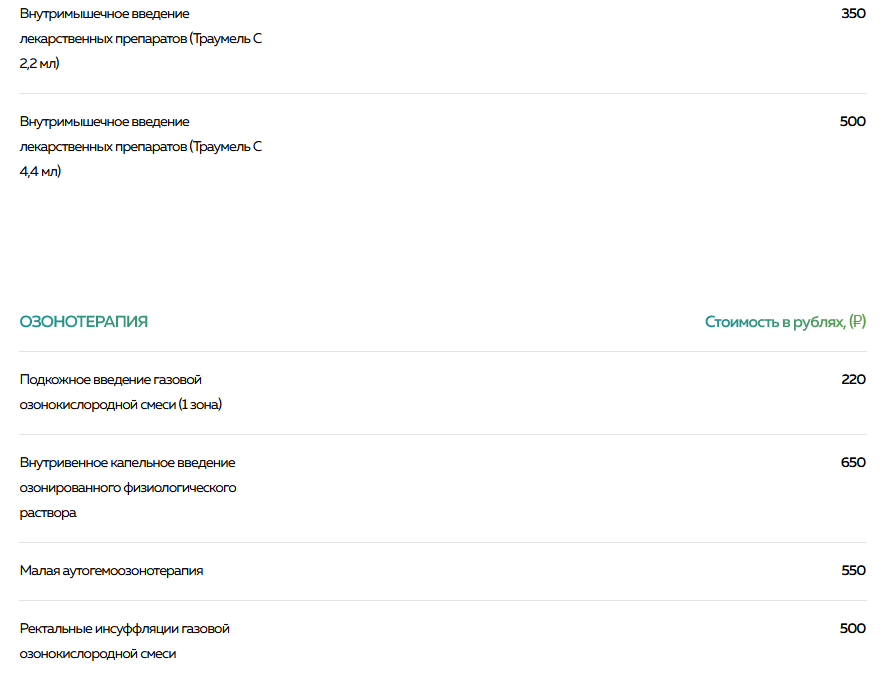 Внутримышечное введение 350
лекарственных препаратов (Траумель С
2,2 мл)
Внутримышечное введение 500
лекарственных препаратов (Траумель С
4,4 мл)
ОЗОНОТЕРАПИЯ Стоимость в рублях, (₽)
Подкожное введение газовой 220
озонокислородной смеси (1 зона)
Внутривенное капельное введение 650
озонированного физиологического
раствора
Малая аутогемоозонотерапия 550
Ректальные инсуффляции газовой 500
озонокислородной смеси